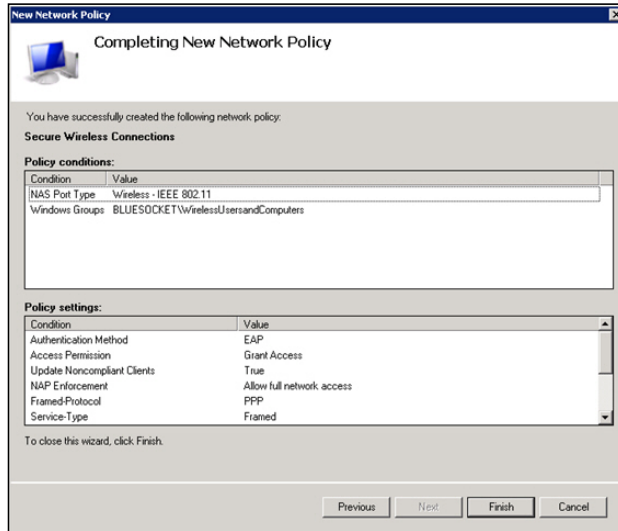 New Network Policy
Completing New Network Policy
You have successfully created the following network policy:
Secure Wireless Connections
Policy conditions:
Condition Value
NAS Port Type Wireless - IEEE 802.11
Windows Groups BLUESOCKET\WirelessUsersandComputers
Policy settings:
Condition Value
Authentication Method EAP
Access Permission Grant Access
Update Noncompliant Clients True
NAP Enforcement Allow full network access
Framed-Protocol PPP
Service-Type Framed
To close this wizard, click Finish.
Previous Next Finish Cancel